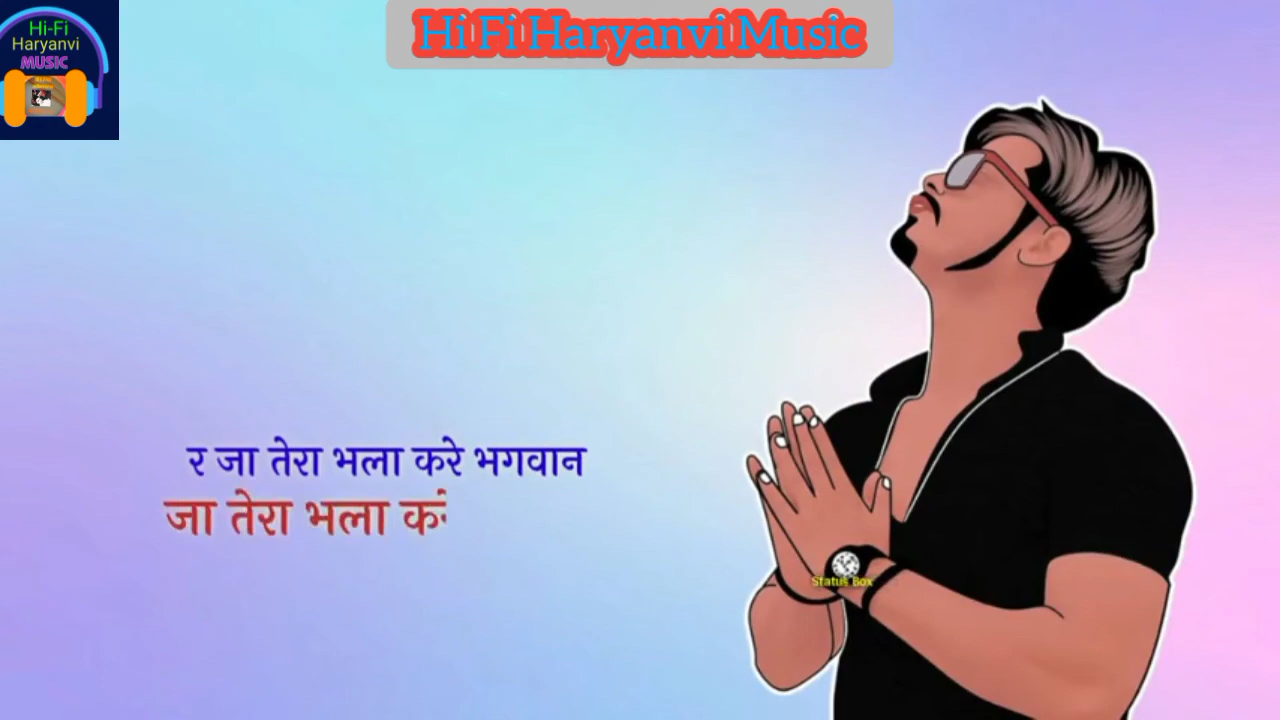 Hi-Fi
Haryanvi
MUSIC
Hi Fi Haryanvi Music
र जा तेरा भला करे भगवान
जा तेरा भला
Status Box